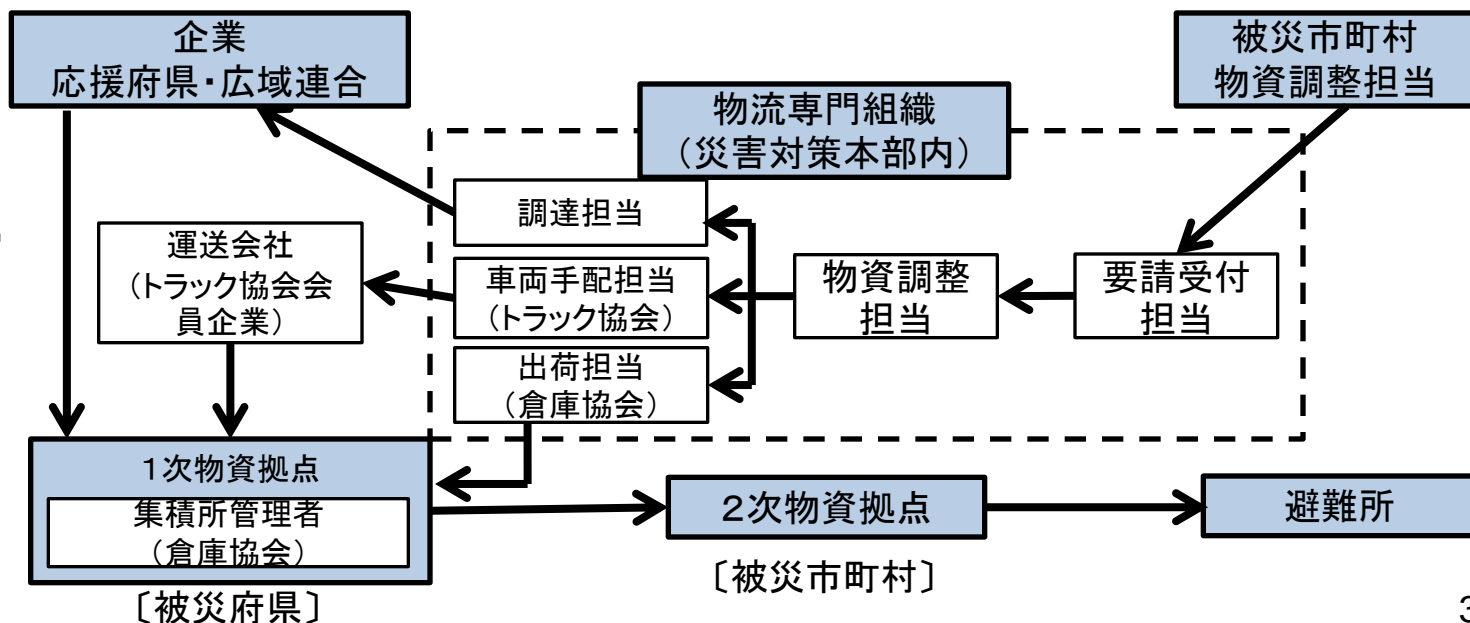 企業
応援府県・広域連合
被災市町村
物資調整担当
物流専門組織
（災害対策本部内）
調達担当
運送会社
（トラック協会会
員企業）
車両手配担当
（トラック協会）
物資調整
担当
要請受付
担当
出荷担当
（倉庫協会）
１次物資拠点
集積所管理者
（倉庫協会）
２次物資拠点
避難所
〔被災市町村〕
〔被災府県〕
3